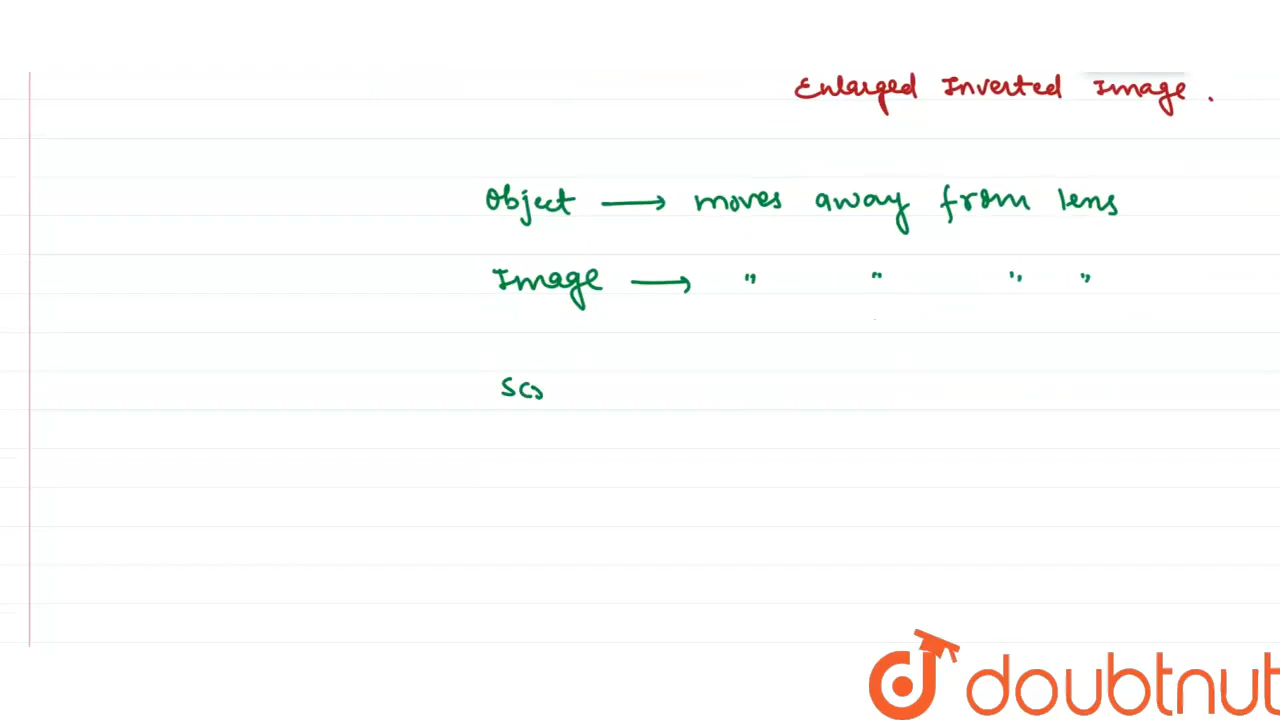 Enlarged Inverted Image.
Object → moves away from lens
Image → " " " "
doubtnut